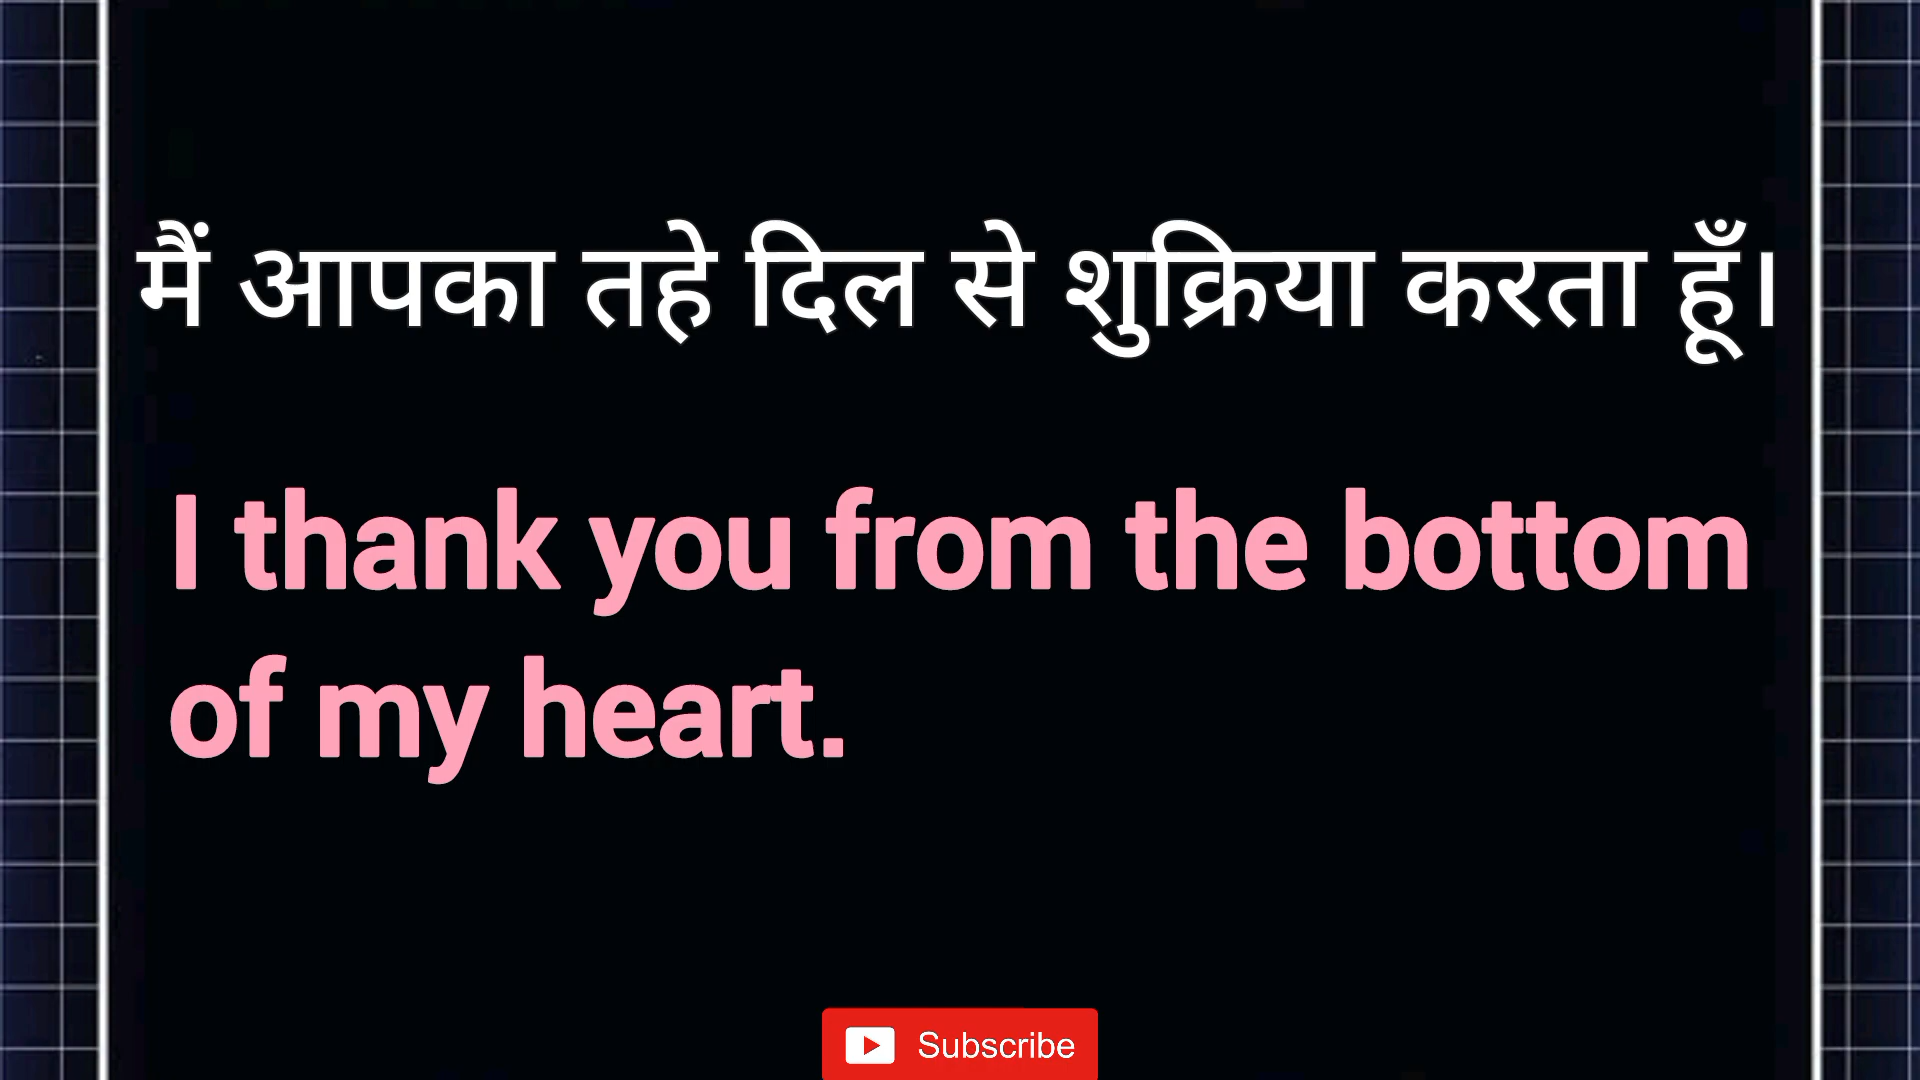 मैं आपका तहे दिल से शुक्रिया करता हूँ।
I thank you from the bottom
of my heart.
Subscribe